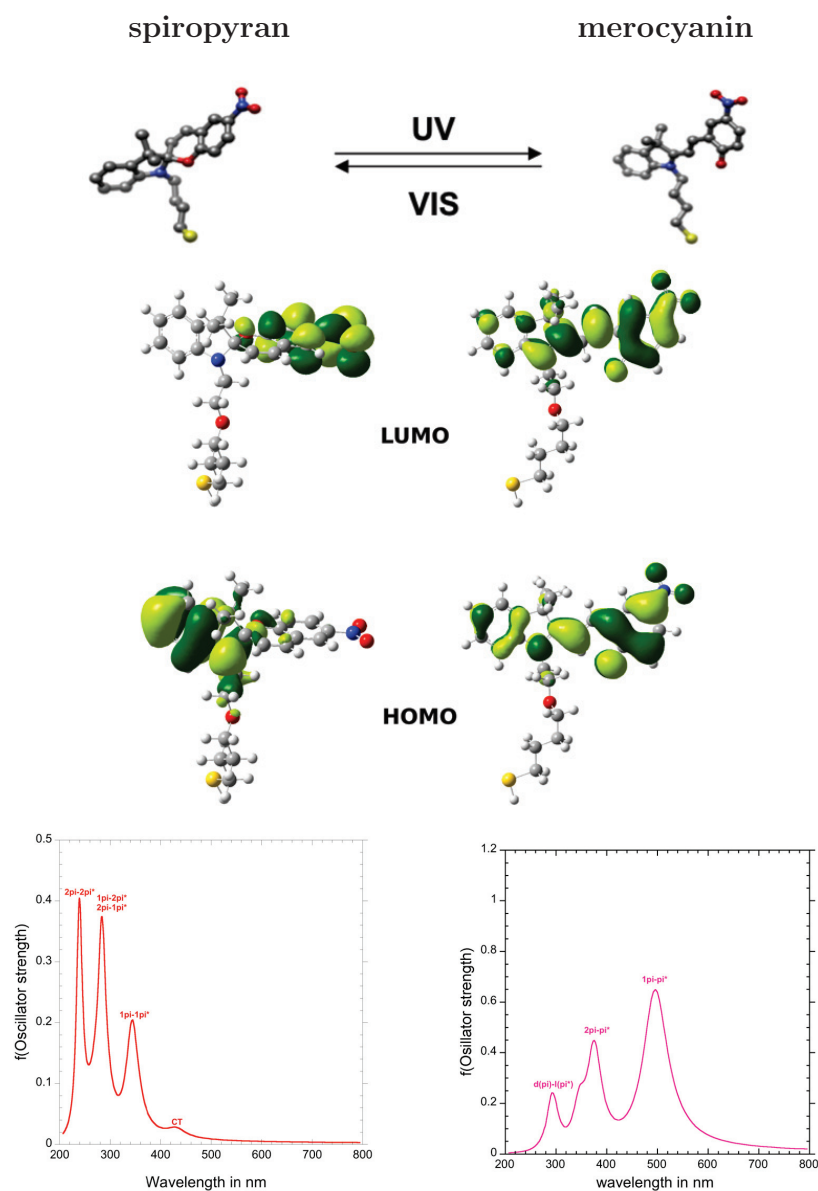 spiropyran
merocyanin
UV
VIS
LUMO
HOMO
0.5
0.4
0.3
0.2
0.1
0
f(Oscillator strength)
2pi-2pi*
1pi-2pi*
2pi-1pi*
1pi-1pi*
CT
200 300 400 500 600 700 800
Wavelength in nm
1.2
1
0.8
0.6
0.4
0.2
0
f(Osillator strength)
1pi-pi*
2pi-pi*
d(pi)-l(pi*)
200 300 400 500 600 700 800
wavelength in nm